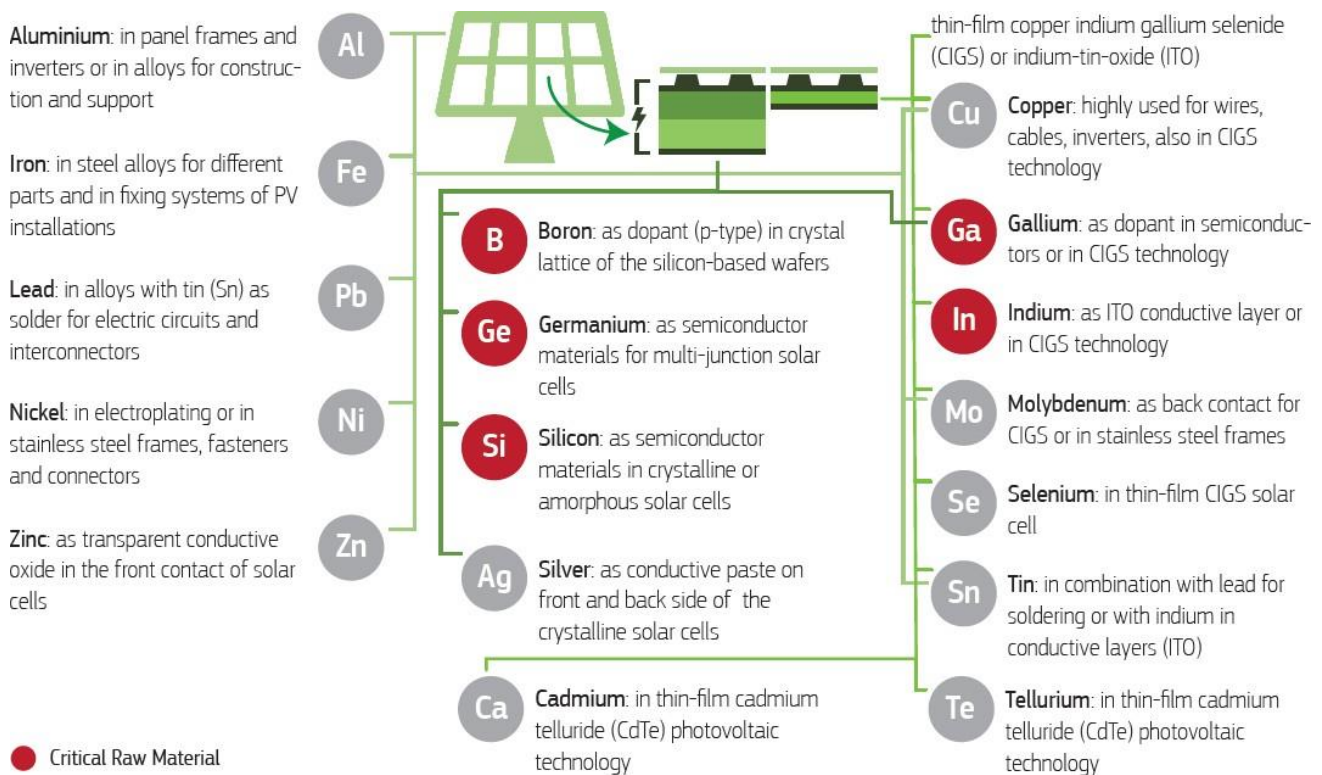 Aluminium: in panel frames and
inverters or in alloys for construc-
tion and support
Al
Iron: in steel alloys for different
parts and in fixing systems of PV
installations
Fe
Lead: in alloys with tin (Sn) as
solder for electric circuits and
interconnectors
Pb
Nickel: in electroplating or in
stainless steel frames, fasteners
and connectors
Ni
Zinc: as transparent conductive
oxide in the front contact of solar
cells
Zn
B
Boron: as dopant (p-type) in crystal
lattice of the silicon-based wafers
Ge
Germanium: as semiconductor
materials for multi-junction solar
cells
Si
Silicon: as semiconductor
materials in crystalline or
amorphous solar cells
Ag
Silver: as conductive paste on
front and back side of the
crystalline solar cells
Ca
Cadmium: in thin-film cadmium
telluride (CdTe) photovoltaic
technology
thin-film copper indium gallium selenide
(CIGS) or indium-tin-oxide (ITO)
Cu
Copper: highly used for wires,
cables, inverters, also in CIGS
technology
Ga
Gallium: as dopant in semiconduc-
tors or in CIGS technology
In
Indium: as ITO conductive layer or
in CIGS technology
Mo
Molybdenum: as back contact for
CIGS or in stainless steel frames
Se
Selenium: in thin-film CIGS solar
cell
Sn
Tin: in combination with lead for
soldering or with indium in
conductive layers (ITO)
Te
Tellurium: in thin-film cadmium
telluride (CdTe) photovoltaic
technology
Critical Raw Material